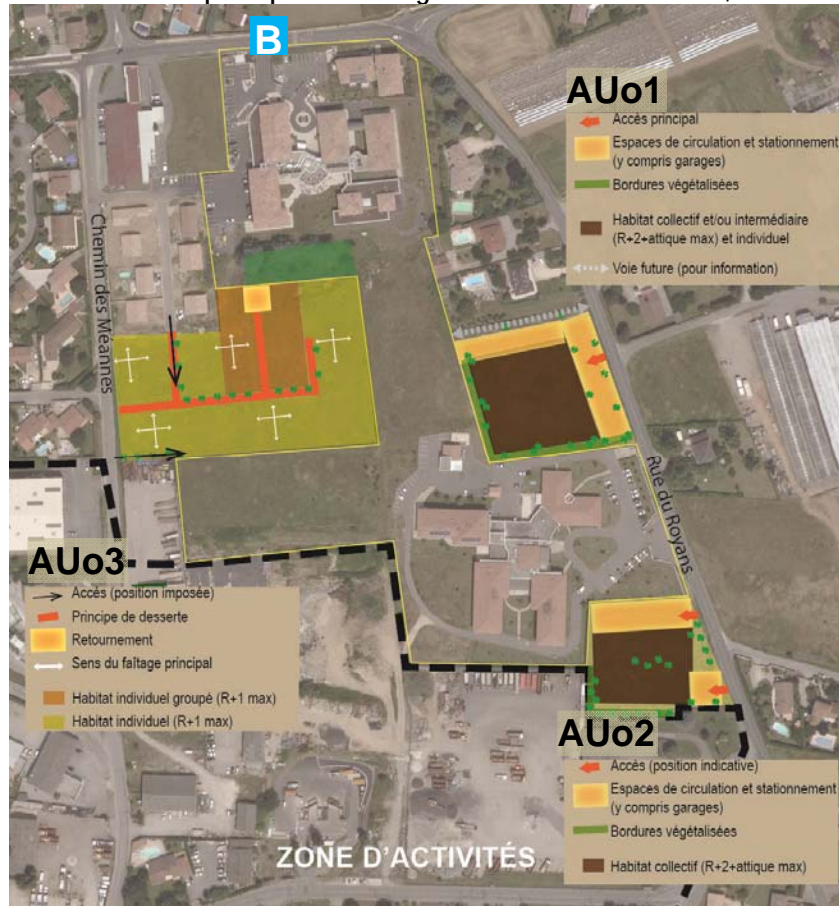 B
AUo1
Accès principal
Espaces de circulation et stationnement
(y compris garages)
Bordures végétalisées
Habitat collectif et/ou intermédiaire
(R+2+attique max) et individuel
Voie future (pour information)
Chemin des Méannes
Rue du Royans
AUo3
Accès (position imposée)
Principe de desserte
Retournement
Sens du faîtage principal
Habitat individuel groupé (R+1 max)
Habitat individuel (R+1 max)
AUo2
Accès (position indicative)
Espaces de circulation et stationnement
(y compris garages)
Bordures végétalisées
Habitat collectif (R+2+attique max)
ZONE D'ACTIVITÉS